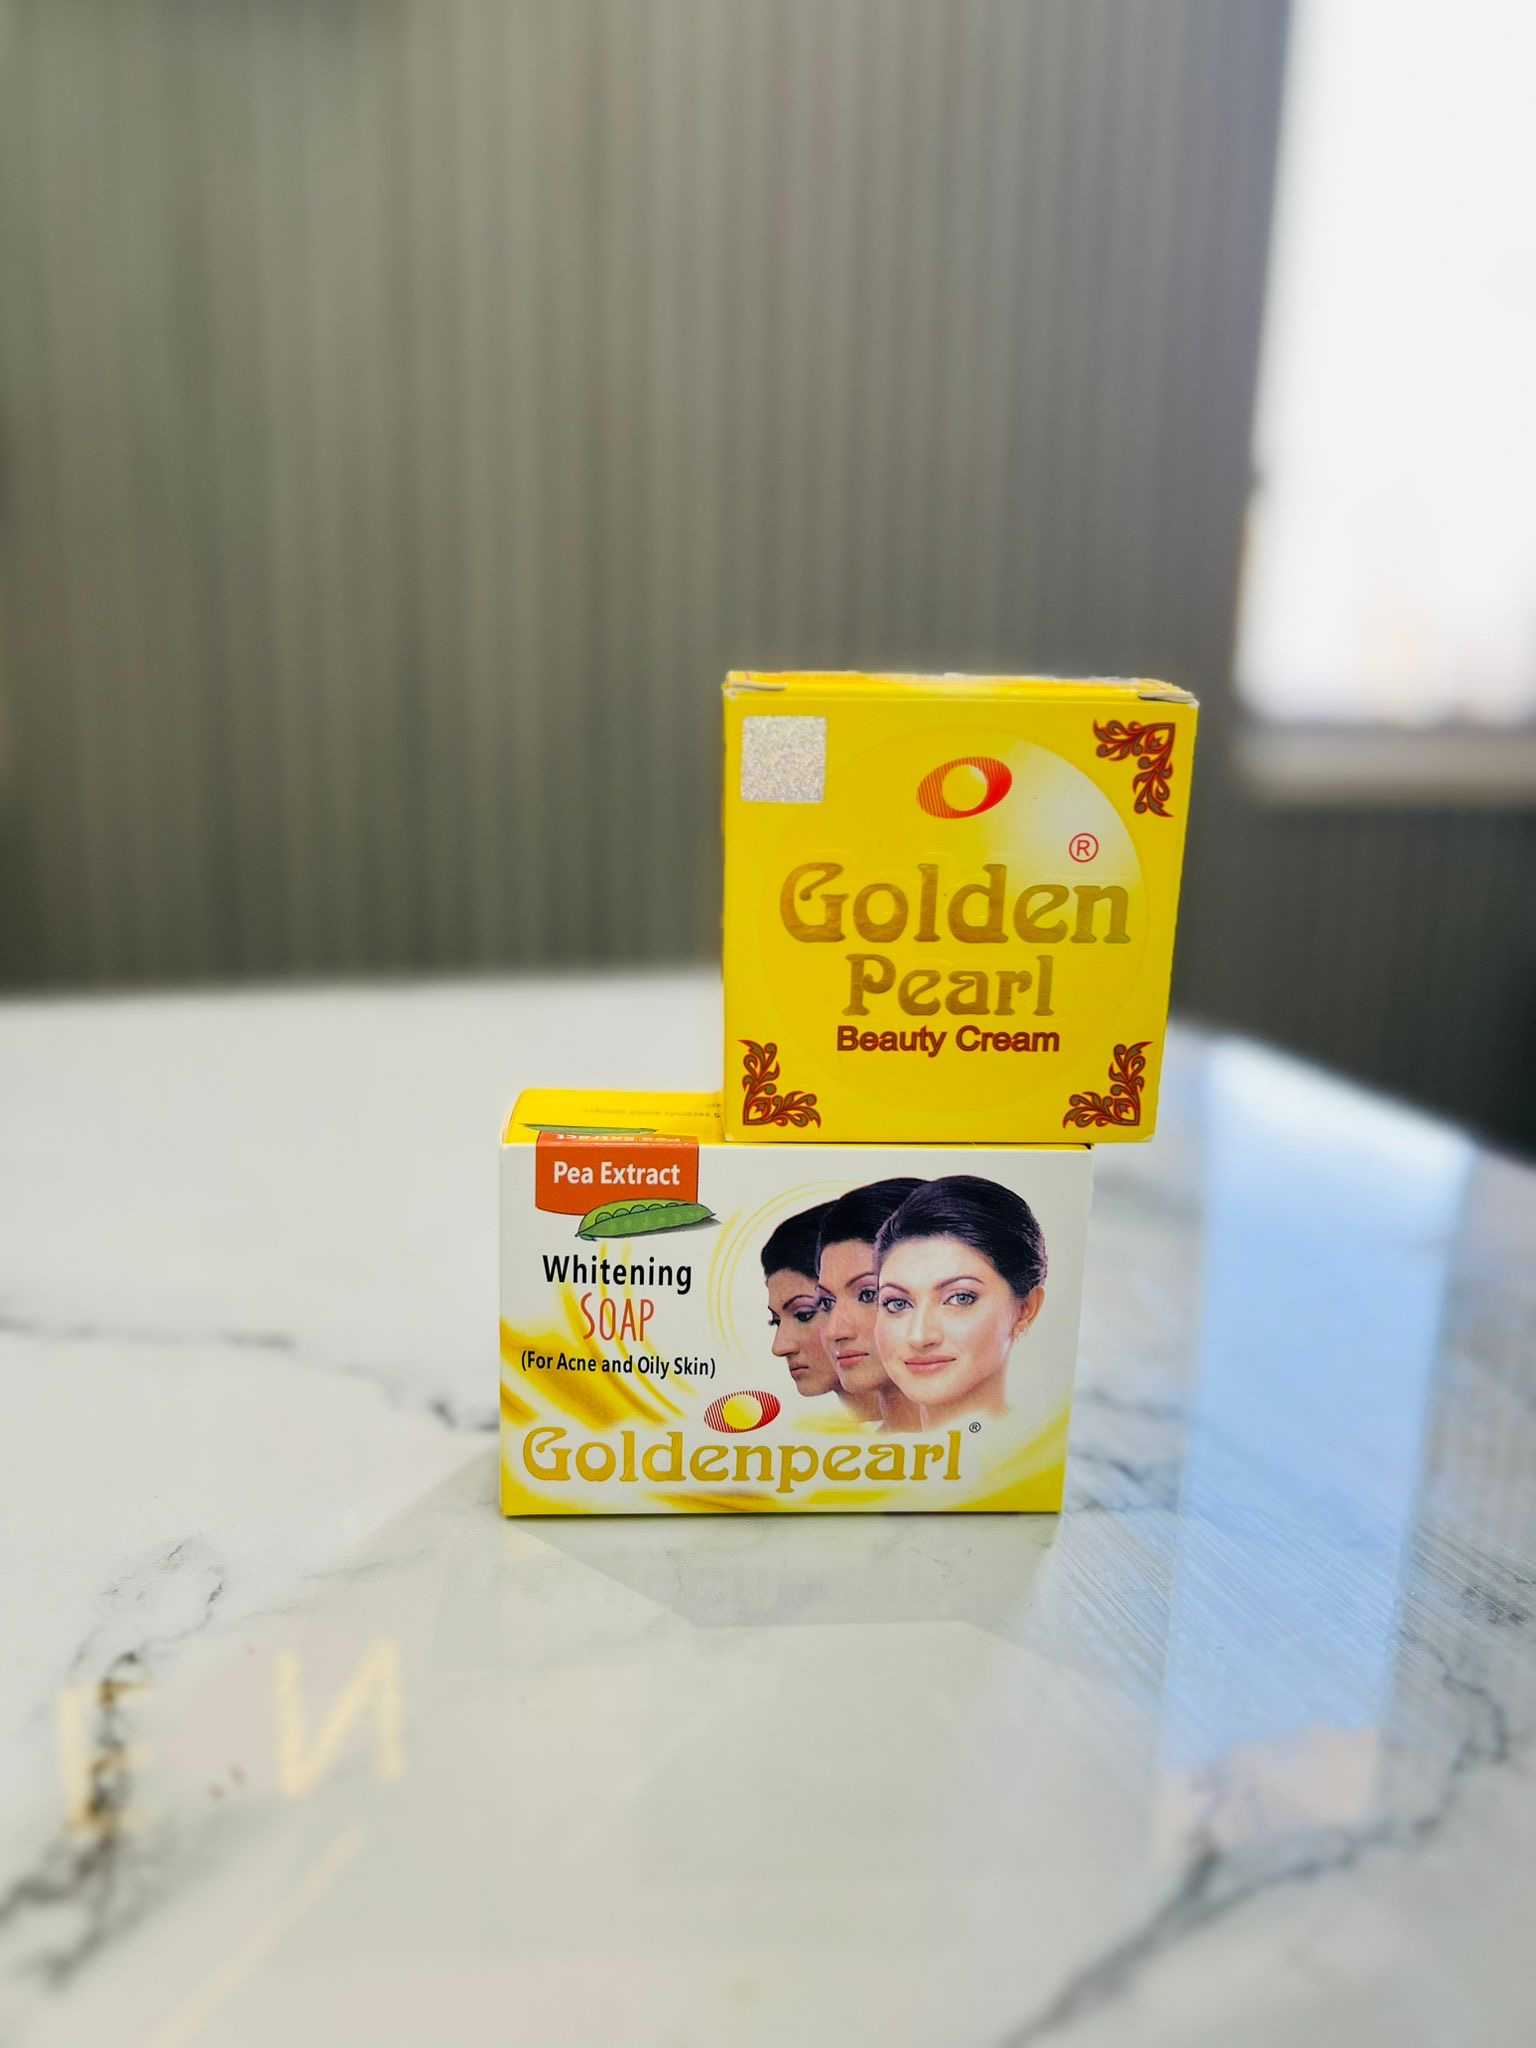 ®
Golden
Pearl
Beauty Cream
Pea Extract
Whitening
SOAP
(For Acne and Oily Skin)
Goldenpearl®